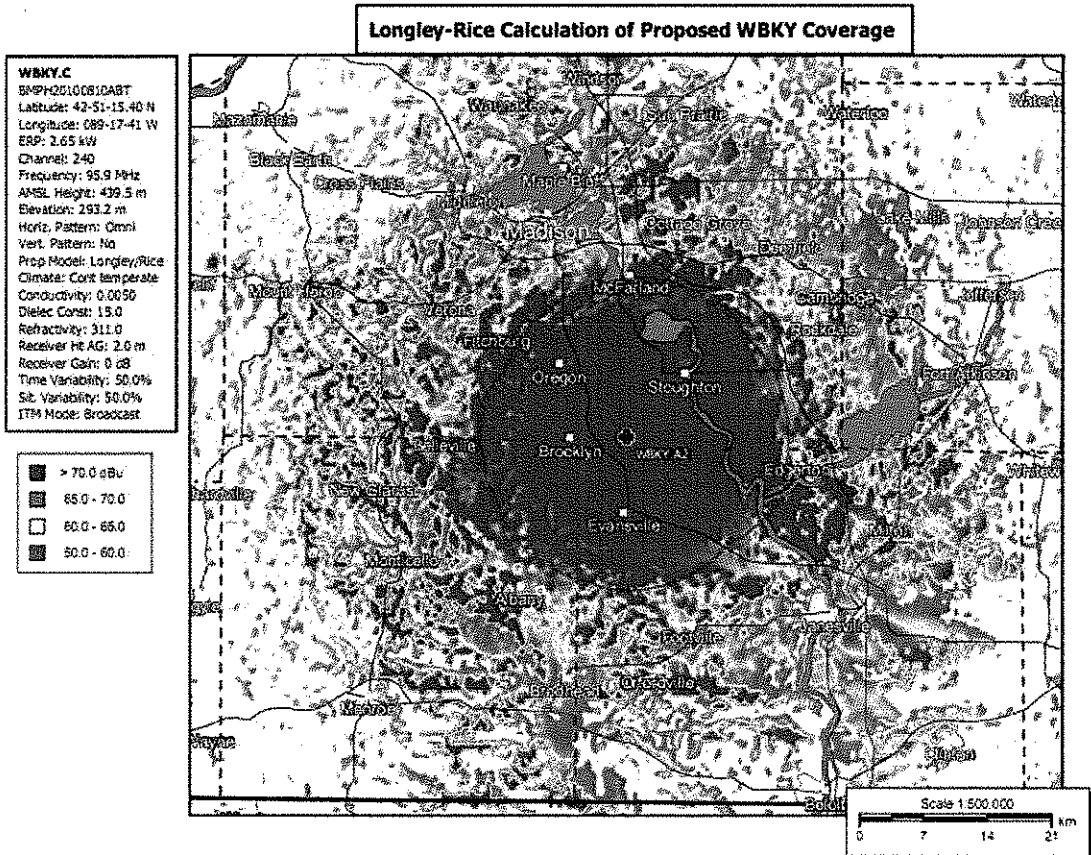 Longley-Rice Calculation of Proposed WBKY Coverage
WBKY.C
BMPH20100810ABT
Latitude: 42-51-15.40 N
Longitude: 089-17-41 W
ERP: 2.65 kW
Channel: 240
Frequency: 95.9 MHz
AMSL Height: 439.5 m
Elevation: 293.2 m
Horiz. Pattern: Omni
Vert. Pattern: No
Prop Model: Longley/Rice
Climate: Cont temperate
Conductivity: 0.0050
Dielec Const: 15.0
Refractivity: 311.0
Receiver Ht AG: 2.0 m
Receiver Gain: 0 dB
Time Variability: 50.0%
Sit. Variability: 50.0%
ITM Mode: Broadcast
> 70.0 dBu
65.0 - 70.0
60.0 - 65.0
50.0 - 60.0
Windsor
Waunakee
Sun Prairie
Waterloo
Mazomanie
Black Earth
Cross Plains
Maple Bluff
Middleton
Madison
Cottage Grove
Lake Mills
Johnson Cree
Deerfield
Mount Horeb
McFarland
Cambridge
Jefferson
Verona
Fitchburg
Rockdale
Oregon
Stoughton
Fort Atkinson
Belleville
Brooklyn
WBKY.A3
Edgerton
Whitew
New Glarus
Evansville
Milton
Monticello
Albany
Footville
Janesville
Brodhead
Orfordville
Monroe
Wayne
Clinton
Beloit
Scale 1:500,000
0 7 14 21 km